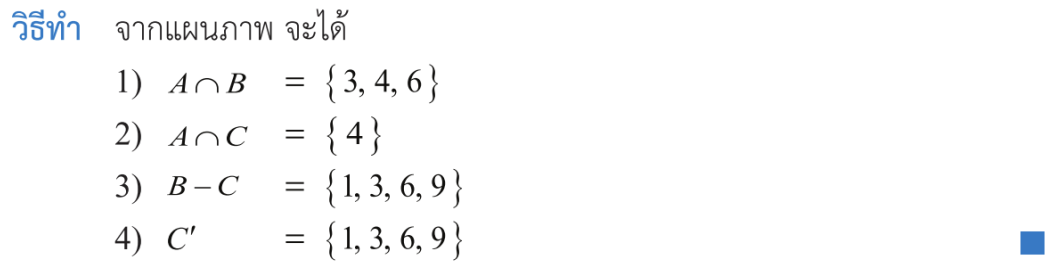 วิธีทำ จากแผนภาพ จะได้
1) A ∩ B = {3, 4, 6}
2) A ∩ C = {4}
3) B – C = {1, 3, 6, 9}
4) C′ = {1, 3, 6, 9}